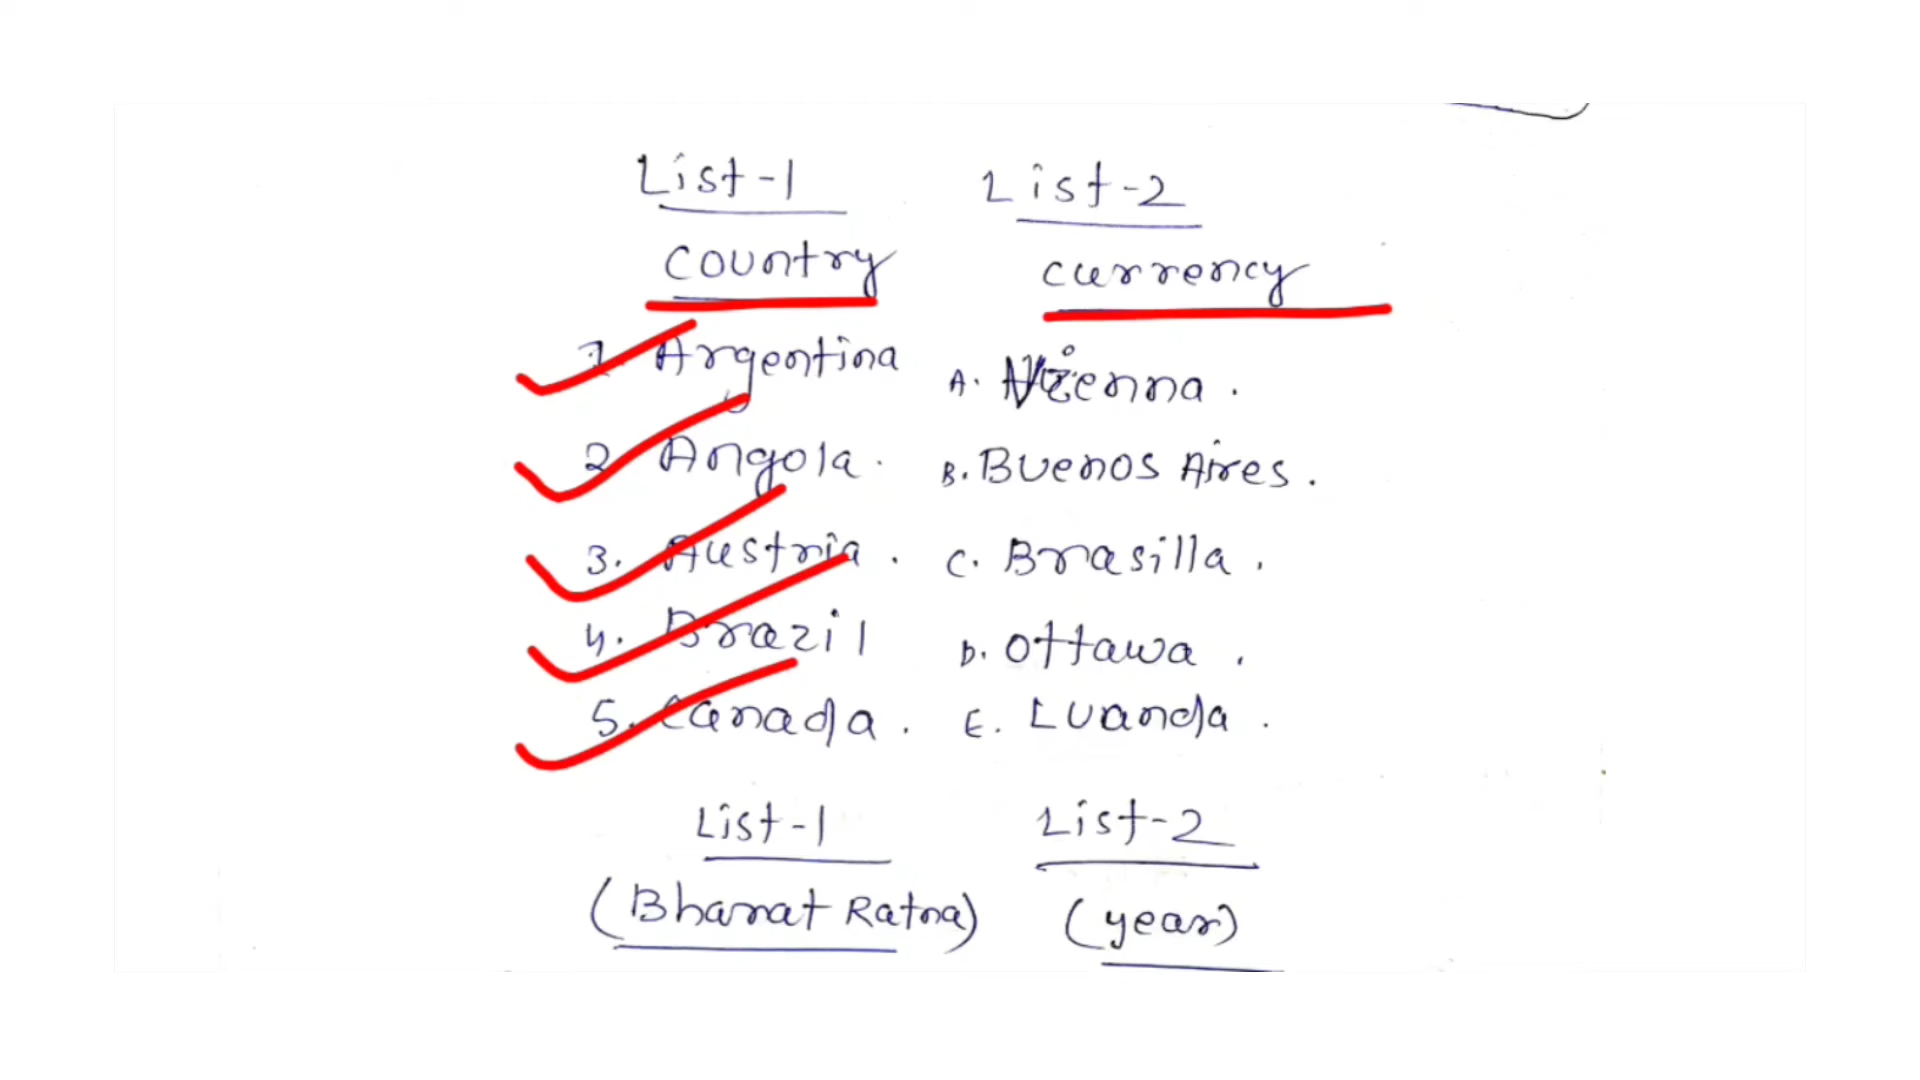 List-1 List-2
country currency
1. Argentina A. Vienna.
2. Angola. B. Buenos Aires.
3. Austria. C. Brasilla.
4. Brazil D. Ottawa.
5. Canada. E. Luanda.
List-1 List-2
(Bharat Ratna) (year)